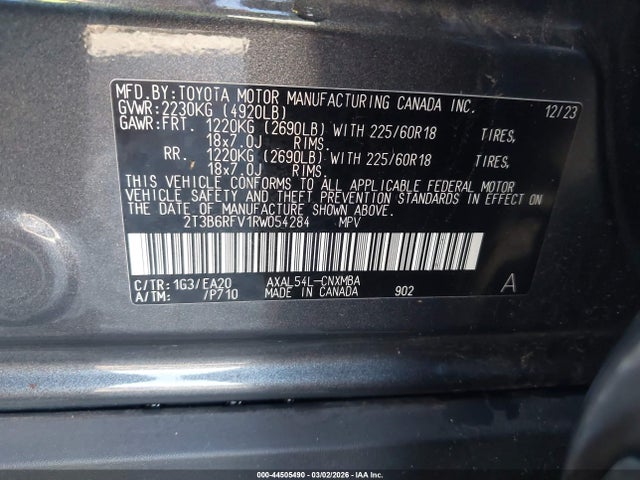 MFD.BY:TOYOTA MOTOR MANUFACTURING CANADA INC.
GVWR:2230KG (4920LB) 12/23
GAWR:FRT. 1220KG (2690LB) WITH 225/60R18 TIRES,
18x7.0J RIMS.
RR. 1220KG (2690LB) WITH 225/60R18 TIRES,
18x7.0J RIMS.
THIS VEHICLE CONFORMS TO ALL APPLICABLE FEDERAL MOTOR
VEHICLE SAFETY AND THEFT PREVENTION STANDARDS IN EFFECT ON
THE DATE OF MANUFACTURE SHOWN ABOVE.
2T3B6RFV1RW054284 MPV
C/TR: 1G3/EA20 AXAL54L-CNXMBA
A/TM: /P710 MADE IN CANADA 902 A
000-44505490 - 03/02/2026 - IAA Inc.